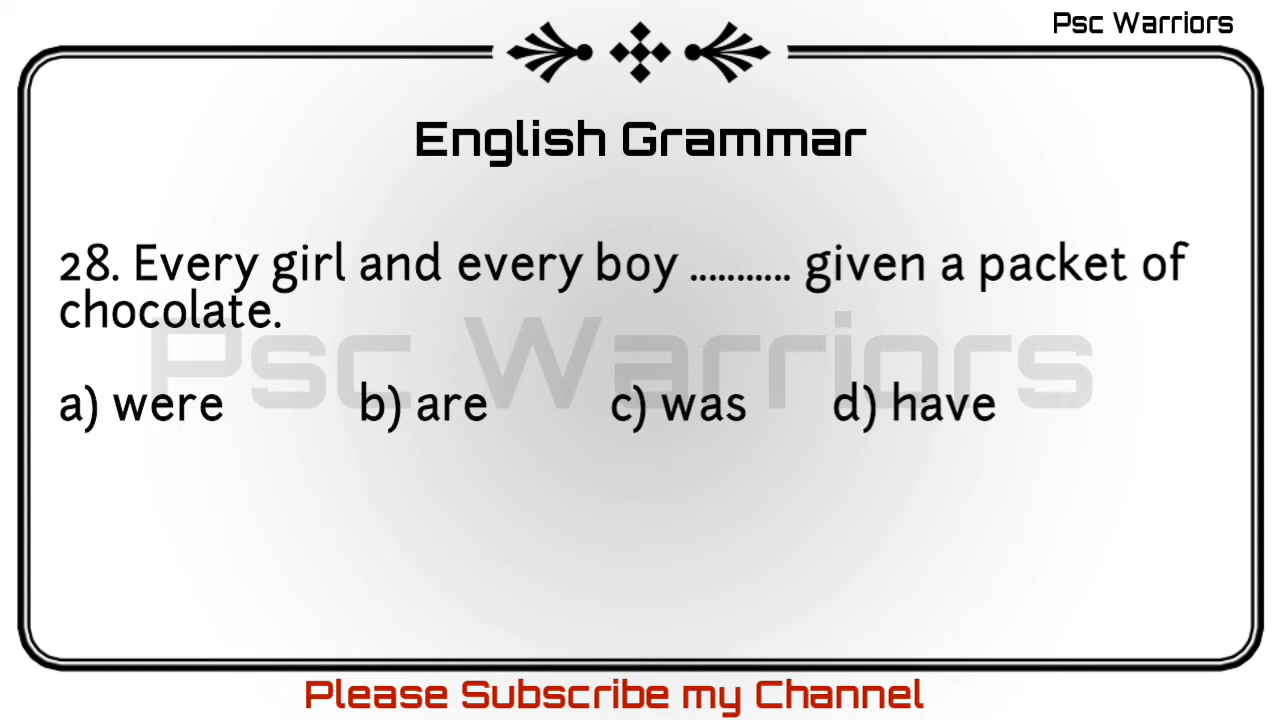 Psc Warriors
English Grammar
28. Every girl and every boy ........... given a packet of
chocolate.
Psc Warriors
a) were b) are c) was d) have
Please Subscribe my Channel